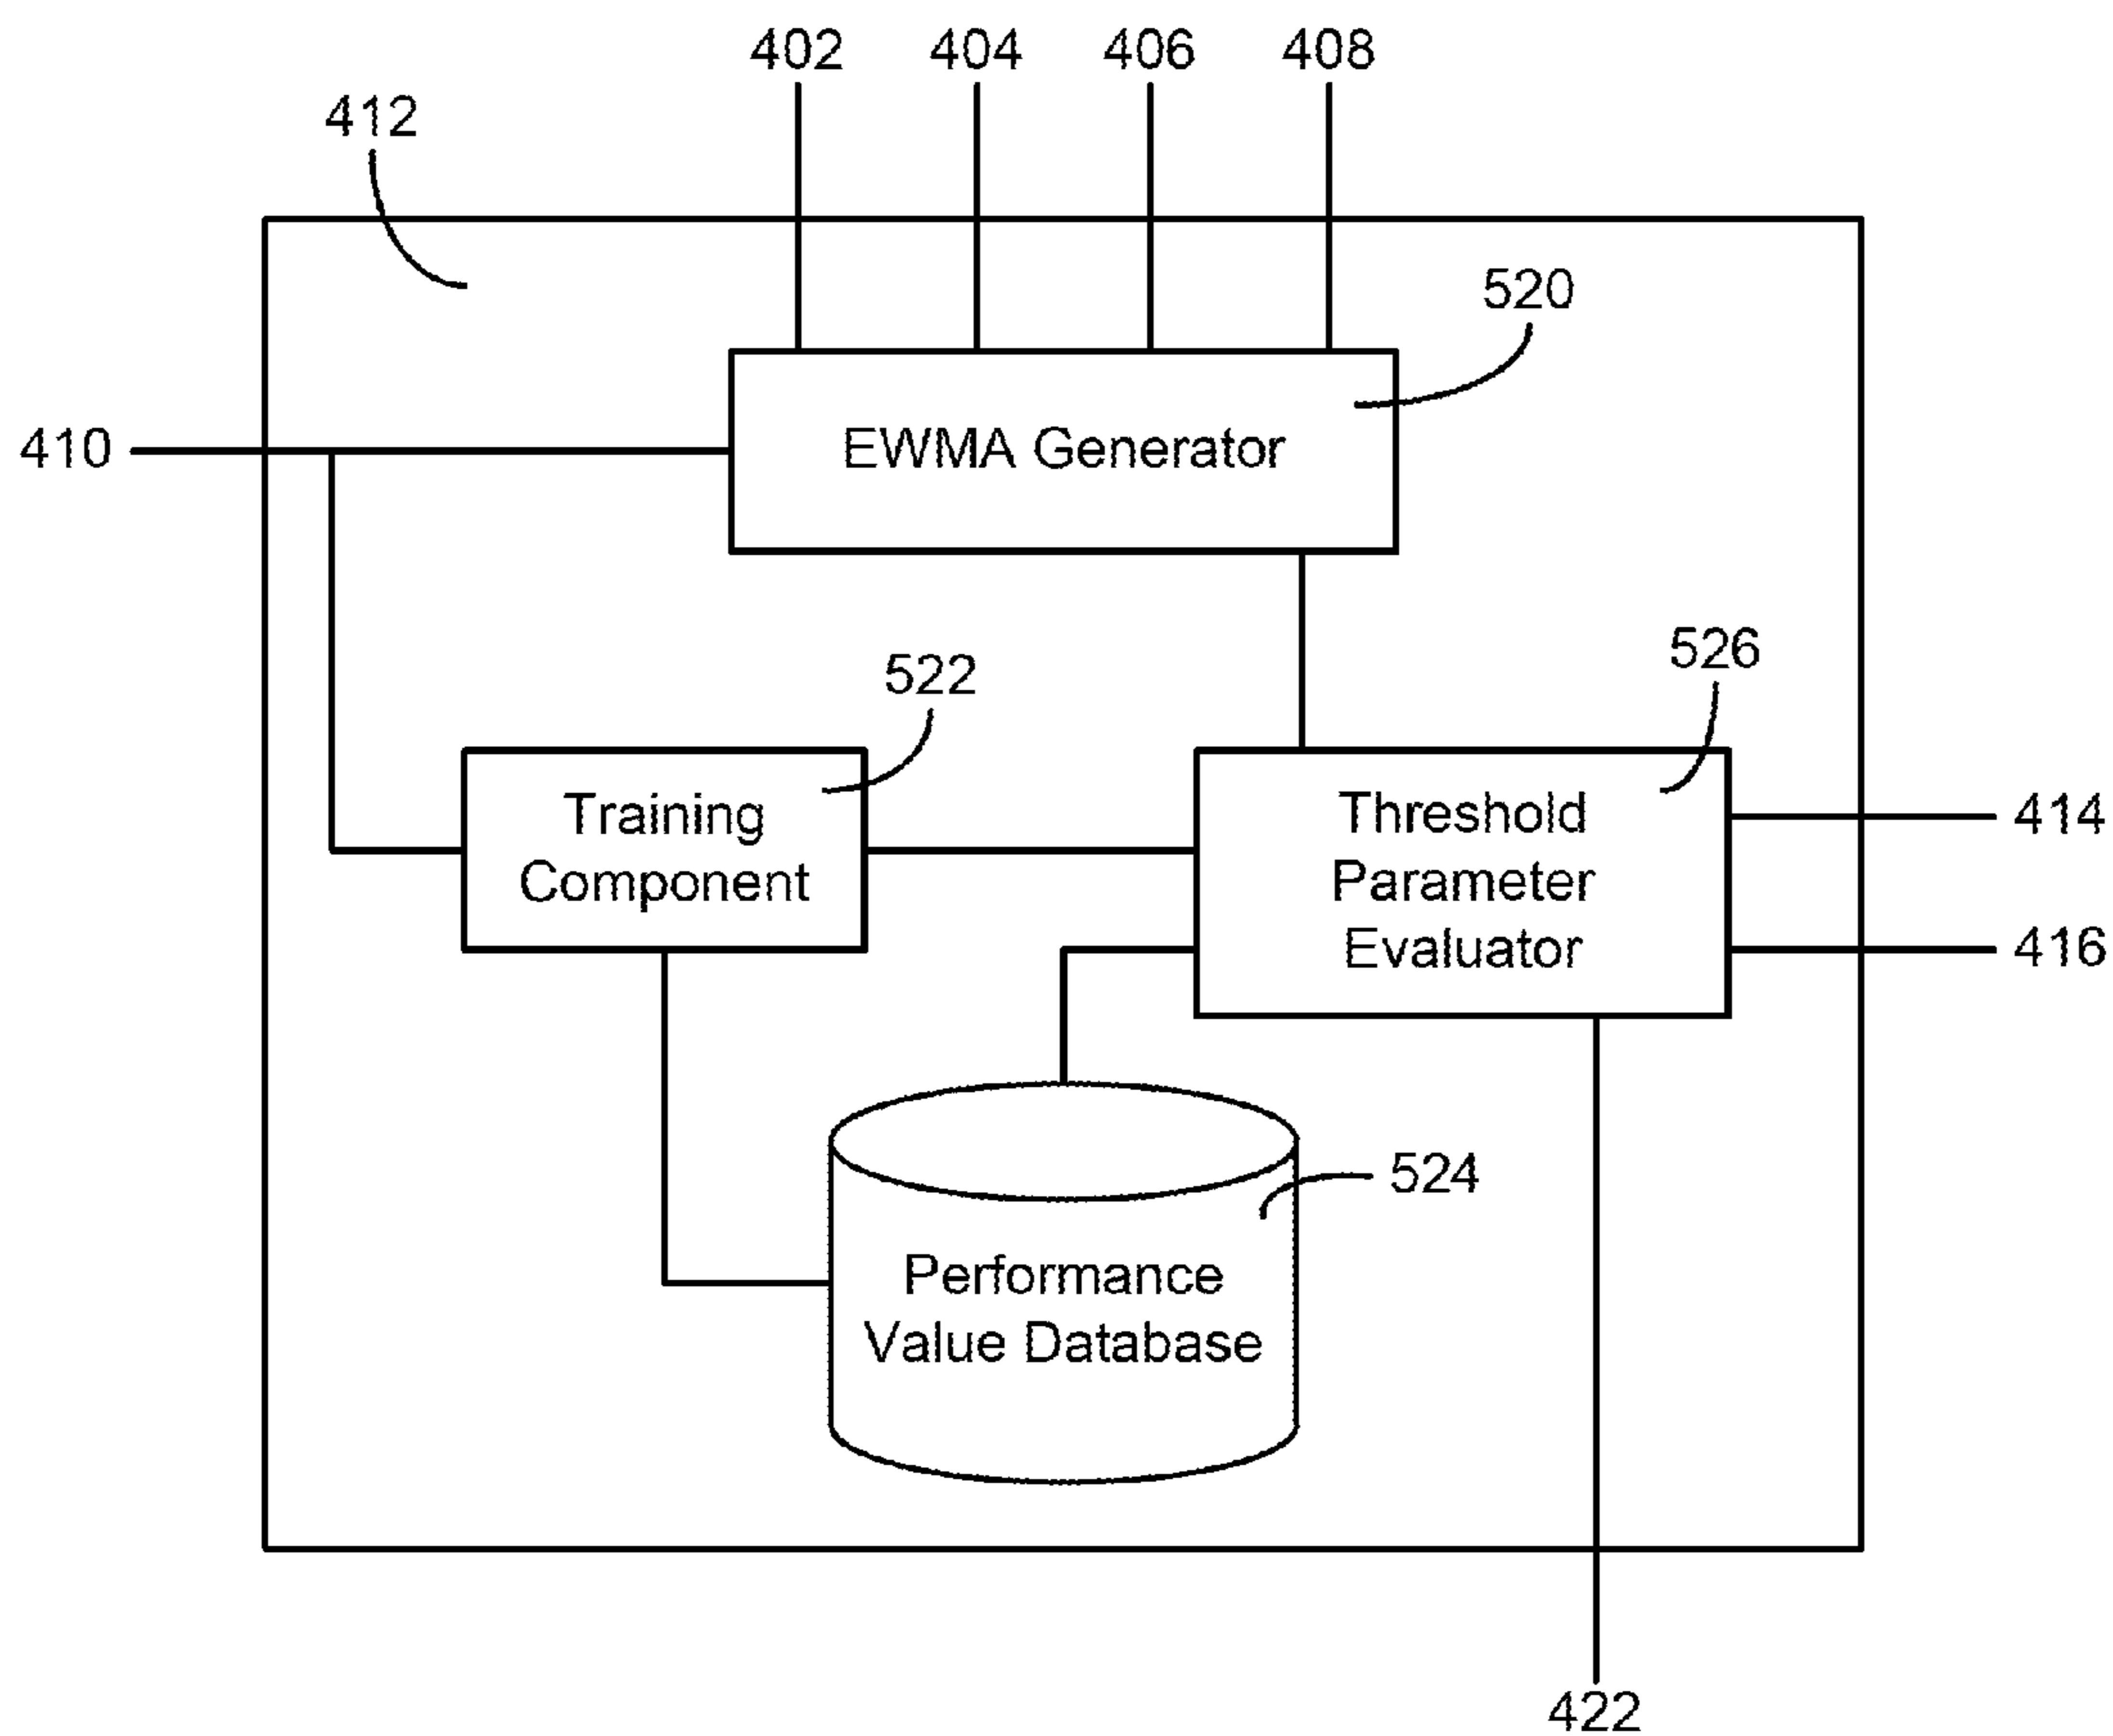 402 404 406 408
412
520
410
EWMA Generator
522
526
Training
Component
Threshold
Parameter
Evaluator
414
416
524
Performance
Value Database
422